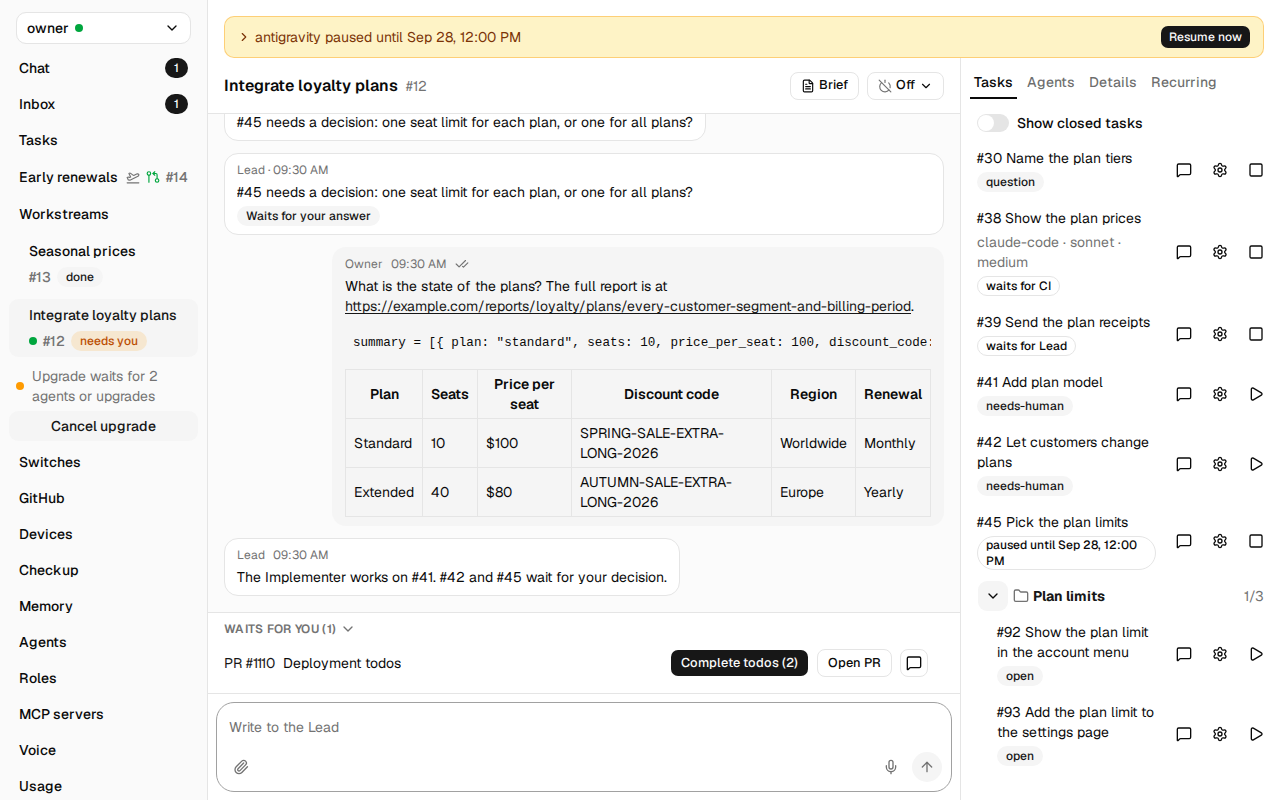 owner
Chat 1
Inbox 1
Tasks
Early renewals #14
Workstreams
Seasonal prices
#13 done
Integrate loyalty plans
#12 needs you
Upgrade waits for 2
agents or upgrades
Cancel upgrade
Switches
GitHub
Devices
Checkup
Memory
Agents
Roles
MCP servers
Voice
Usage
antigravity paused until Sep 28, 12:00 PM
Resume now
Integrate loyalty plans #12
Brief
Off
#45 needs a decision: one seat limit for each plan, or one for all plans?
Lead · 09:30 AM
#45 needs a decision: one seat limit for each plan, or one for all plans?
Waits for your answer
Owner 09:30 AM
What is the state of the plans? The full report is at
https://example.com/reports/loyalty/plans/every-customer-segment-and-billing-period.
summary = [{ plan: "standard", seats: 10, price_per_seat: 100, discount_code:
Plan Seats Price per seat Discount code Region Renewal
Standard 10 $100 SPRING-SALE-EXTRA-LONG-2026 Worldwide Monthly
Extended 40 $80 AUTUMN-SALE-EXTRA-LONG-2026 Europe Yearly
Lead 09:30 AM
The Implementer works on #41. #42 and #45 wait for your decision.
WAITS FOR YOU (1)
PR #1110 Deployment todos
Complete todos (2)
Open PR
Write to the Lead
Tasks Agents Details Recurring
Show closed tasks
#30 Name the plan tiers
question
#38 Show the plan prices
claude-code · sonnet ·
medium
waits for CI
#39 Send the plan receipts
waits for Lead
#41 Add plan model
needs-human
#42 Let customers change
plans
needs-human
#45 Pick the plan limits
paused until Sep 28, 12:00
PM
Plan limits 1/3
#92 Show the plan limit
in the account menu
open
#93 Add the plan limit to
the settings page
open